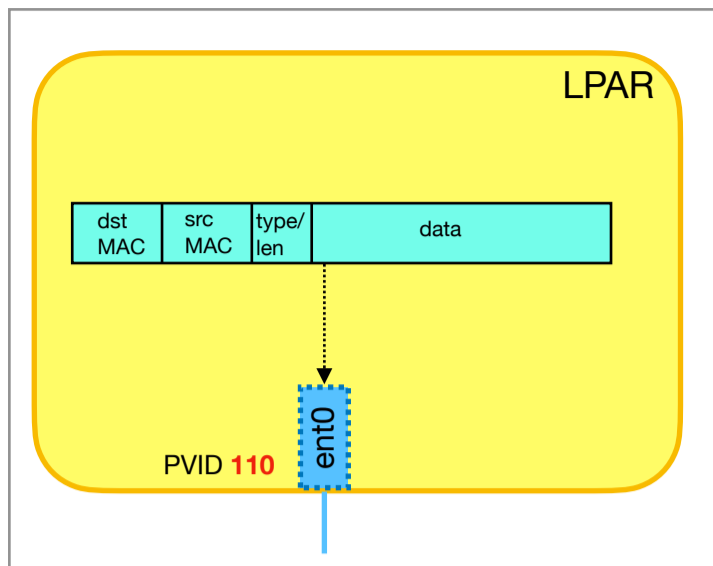 LPAR
dst
MAC
src
MAC
type/
len
data
ent0
PVID 110